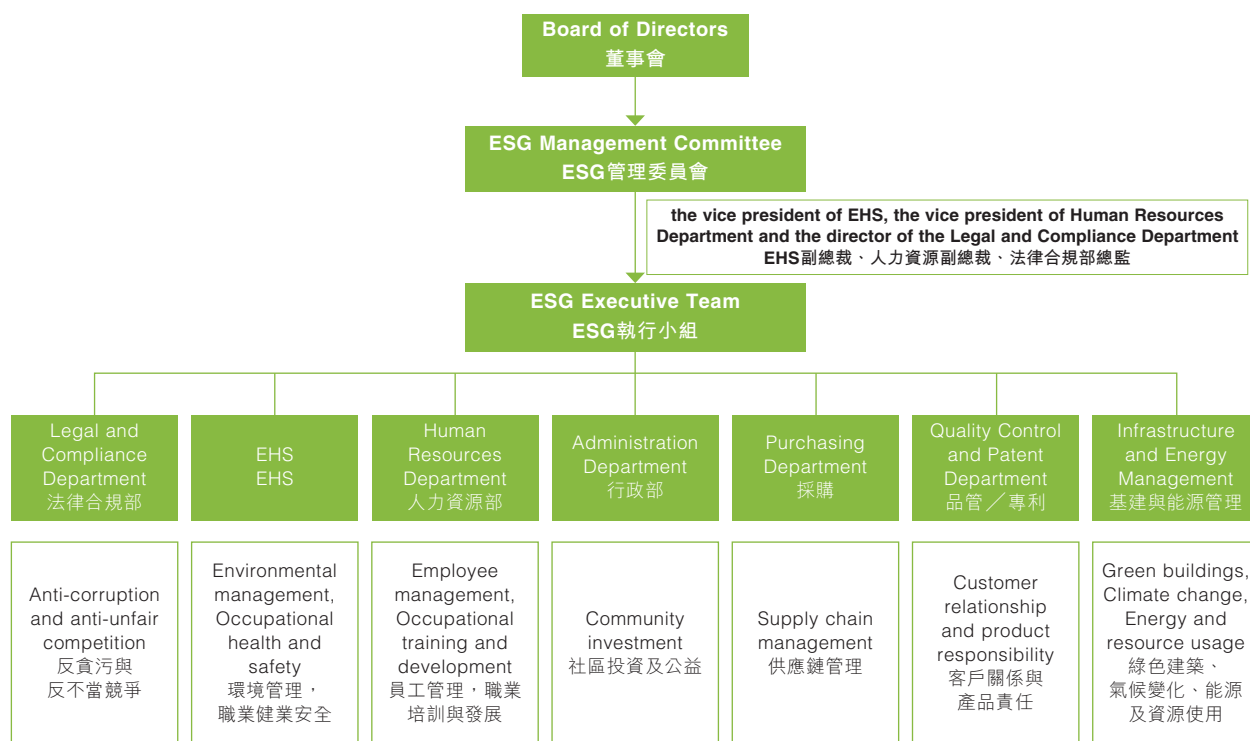 Board of Directors
董事會
ESG Management Committee
ESG管理委員會
the vice president of EHS, the vice president of Human Resources
Department and the director of the Legal and Compliance Department
EHS副總裁、人力資源副總裁、法律合規部總監
ESG Executive Team
ESG執行小組
Legal and
Compliance
Department
法律合規部
EHS
EHS
Human
Resources
Department
人力資源部
Administration
Department
行政部
Purchasing
Department
採購
Quality Control
and Patent
Department
品管／專利
Infrastructure
and Energy
Management
基建與能源管理
Anti-corruption
and anti-unfair
competition
反貪污與
反不當競爭
Environmental
management,
Occupational
health and
safety
環境管理，
職業健業安全
Employee
management,
Occupational
training and
development
員工管理，職業
培訓與發展
Community
investment
社區投資及公益
Supply chain
management
供應鏈管理
Customer
relationship
and product
responsibility
客戶關係與
產品責任
Green buildings,
Climate change,
Energy and
resource usage
綠色建築、
氣候變化、能源
及資源使用